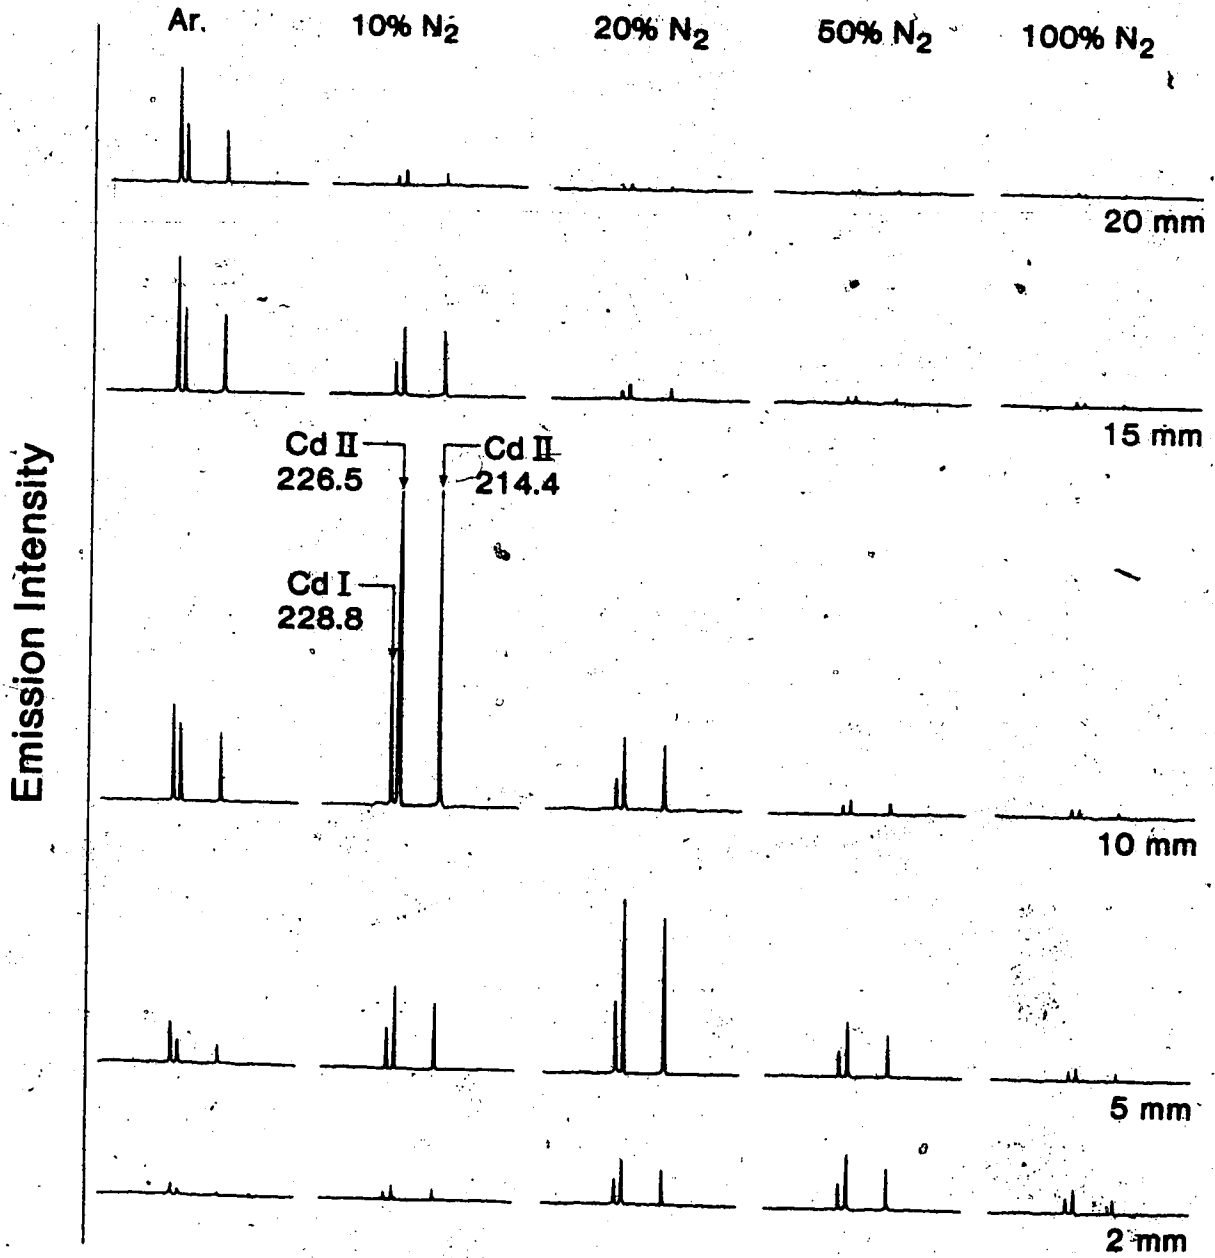 Ar. 10% N₂ 20% N₂ 50% N₂ 100% N₂
20 mm
15 mm
Cd II
226.5
Cd II
214.4
Cd I
228.8
Emission Intensity
10 mm
5 mm
2 mm